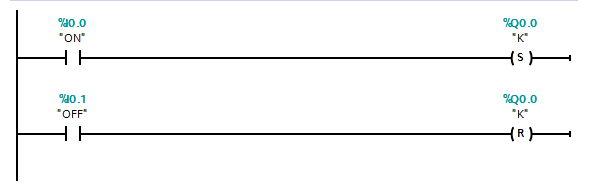 %I0.0 %Q0.0
"ON" "K"
S
%I0.1 %Q0.0
"OFF" "K"
R